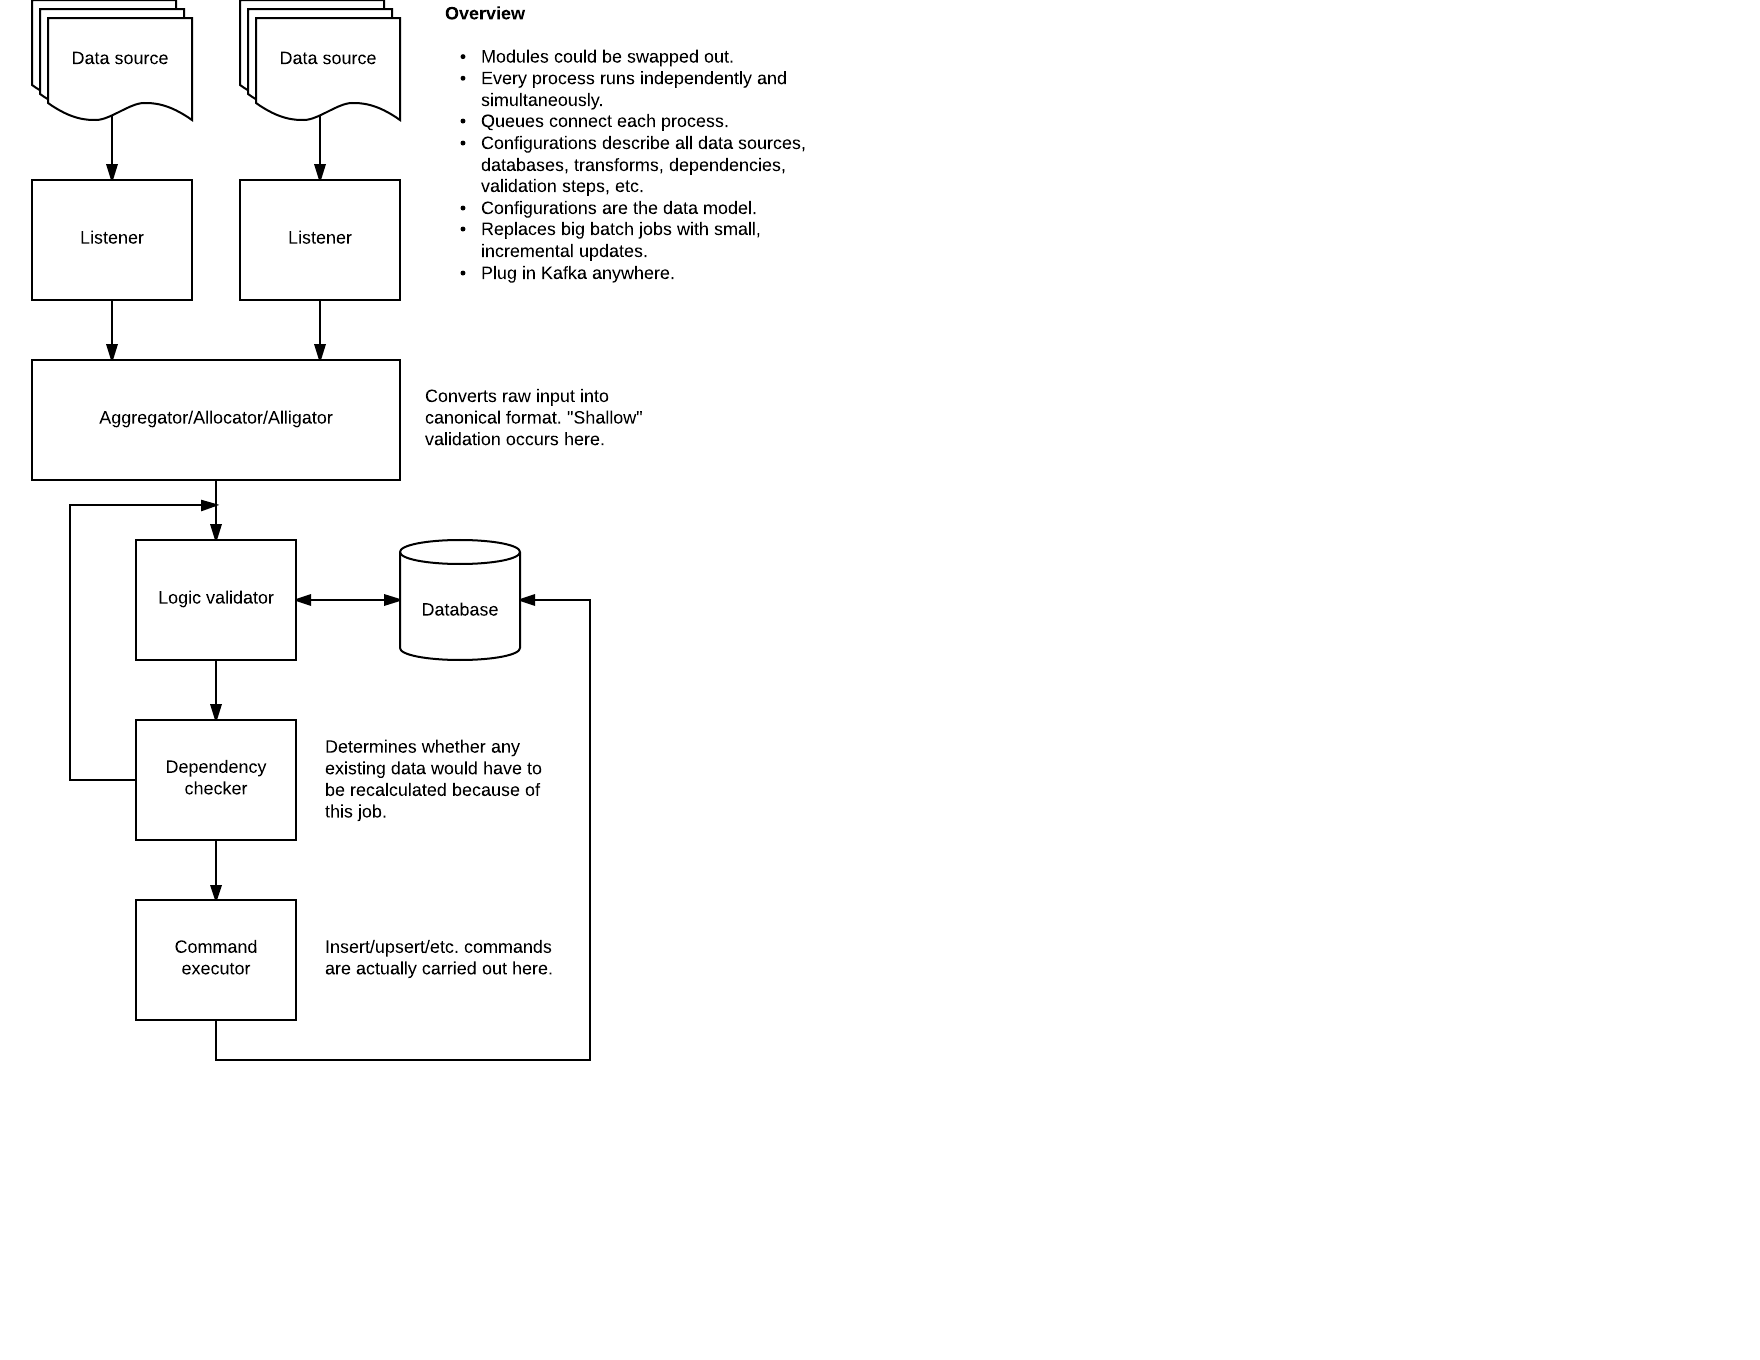 Data source
Data source
Overview
• Modules could be swapped out.
• Every process runs independently and
simultaneously.
• Queues connect each process.
• Configurations describe all data sources,
databases, transforms, dependencies,
validation steps, etc.
• Configurations are the data model.
• Replaces big batch jobs with small,
incremental updates.
• Plug in Kafka anywhere.
Listener
Listener
Aggregator/Allocator/Alligator
Converts raw input into
canonical format. "Shallow"
validation occurs here.
Logic validator
Database
Dependency
checker
Determines whether any
existing data would have to
be recalculated because of
this job.
Command
executor
Insert/upsert/etc. commands
are actually carried out here.